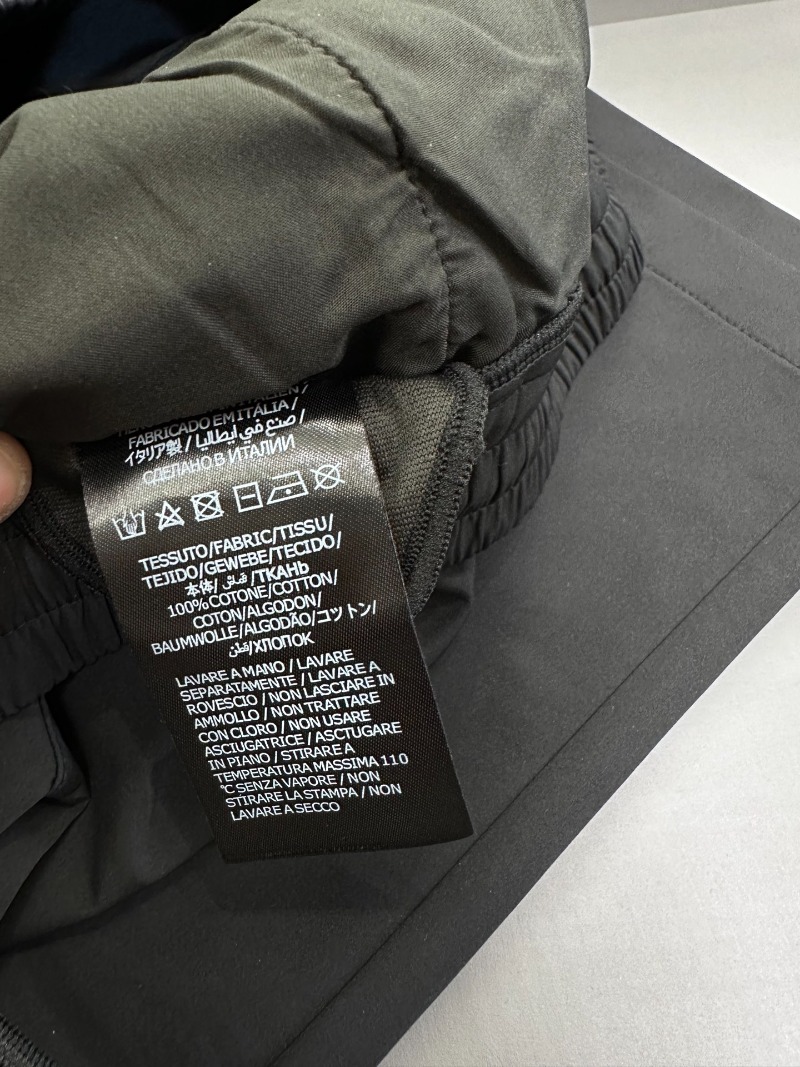 FABRICADO EM ITÁLIA /
イタリア製 / صنع في ايطاليا /
СДЕЛАНО В ИТАЛИИ
TESSUTO/FABRIC/TISSU/
TEJIDO/GEWEBE/TECIDO/
本体/ قماش /TKAHb
100% COTONE/COTTON/
COTON/ALGODON/
BAUMWOLLE/ALGODÃO/コットン/
قطن/ХЛОПОК
LAVARE A MANO / LAVARE
SEPARATAMENTE / LAVARE A
ROVESCIO / NON LASCIARE IN
AMMOLLO / NON TRATTARE
CON CLORO / NON USARE
ASCIUGATRICE / ASCTUGARE
IN PIANO / STIRARE A
TEMPERATURA MASSIMA 110
°C SENZA VAPORE / NON
STIRARE LA STAMPA / NON
LAVARE A SECCO